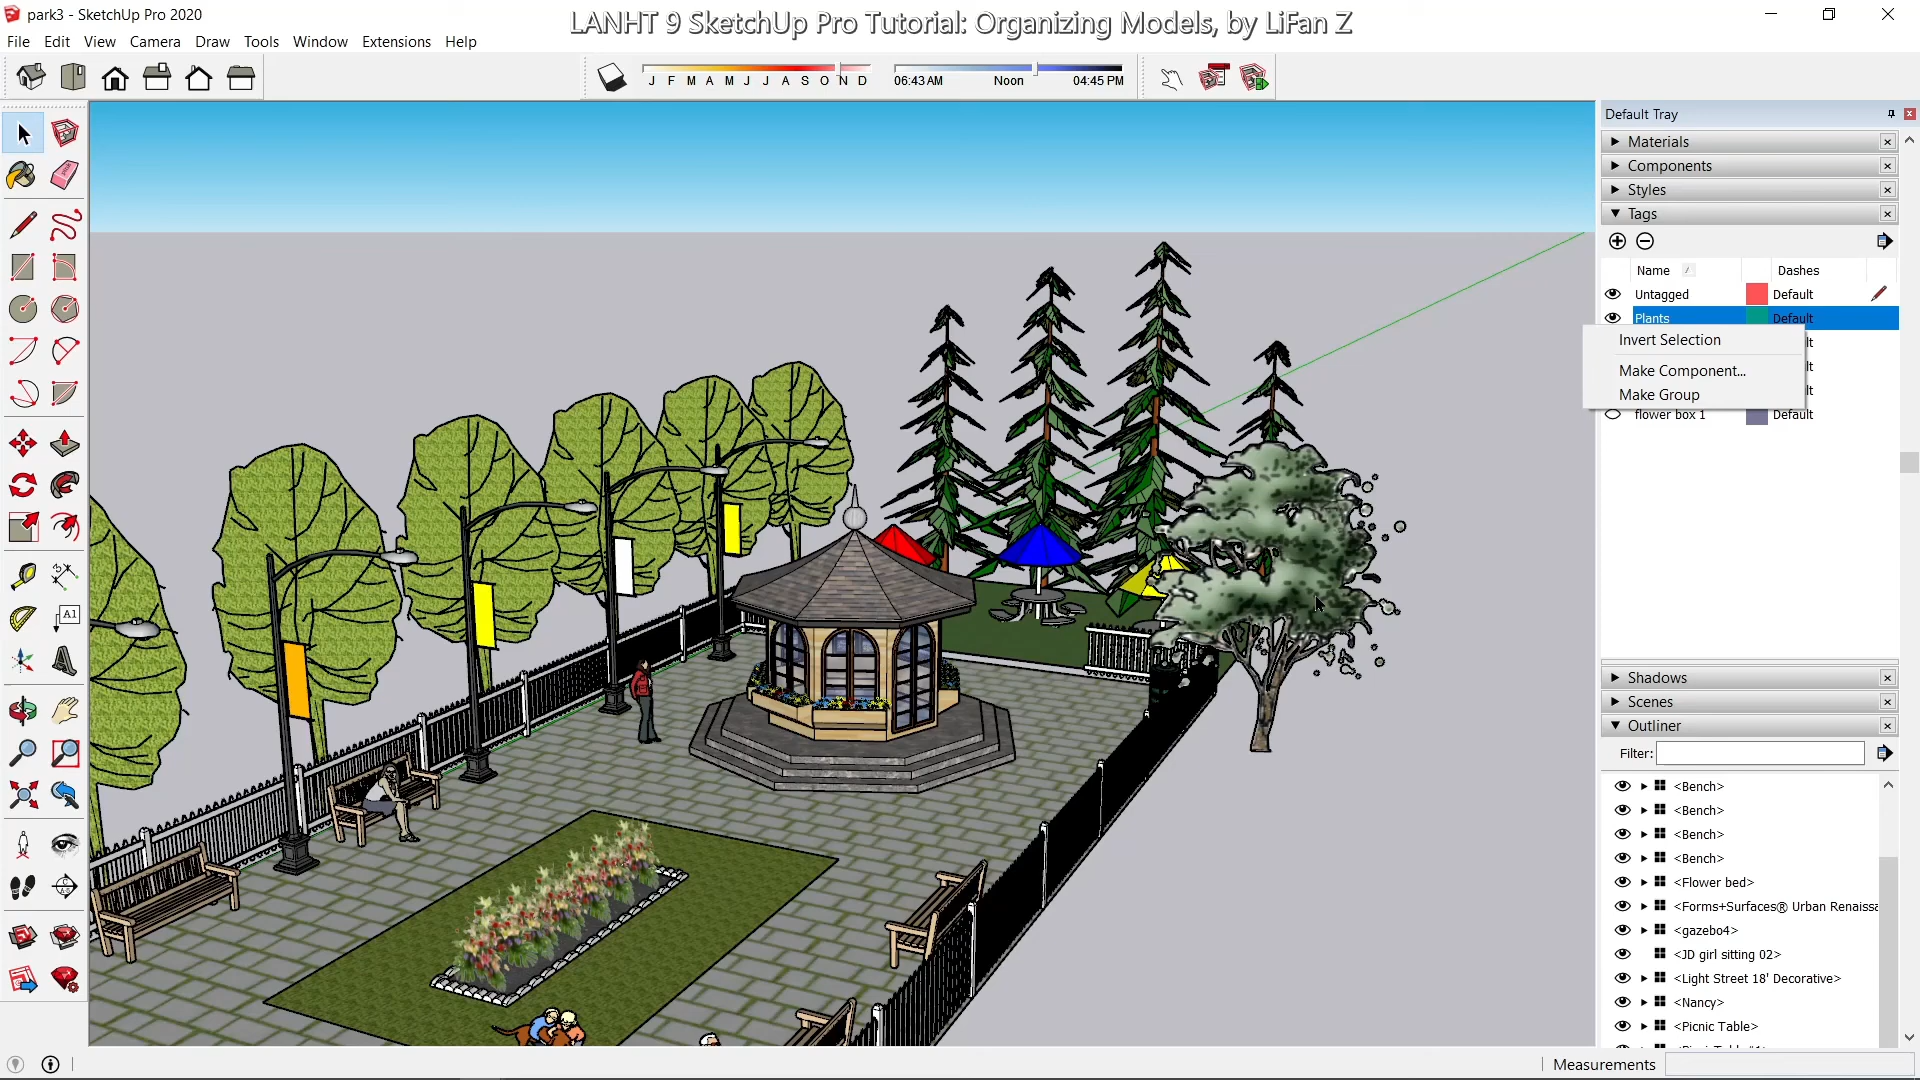 park3 - SketchUp Pro 2020
LANHT 9 SketchUp Pro Tutorial: Organizing Models, by LiFan Z
File Edit View Camera Draw Tools Window Extensions Help
J F M A M J J A S O N D
06:43 AM Noon 04:45 PM
Default Tray
Materials
Components
Styles
Tags
Name Dashes
Untagged Default
Plants Default
Invert Selection
Make Component...
Make Group
flower box 1 Default
A1
Shadows
Scenes
Outliner
Filter:
<Bench>
<Bench>
<Bench>
<Bench>
<Flower bed>
<Forms+Surfaces® Urban Renaissa
<gazebo4>
<JD girl sitting 02>
<Light Street 18' Decorative>
<Nancy>
<Picnic Table>
Measurements